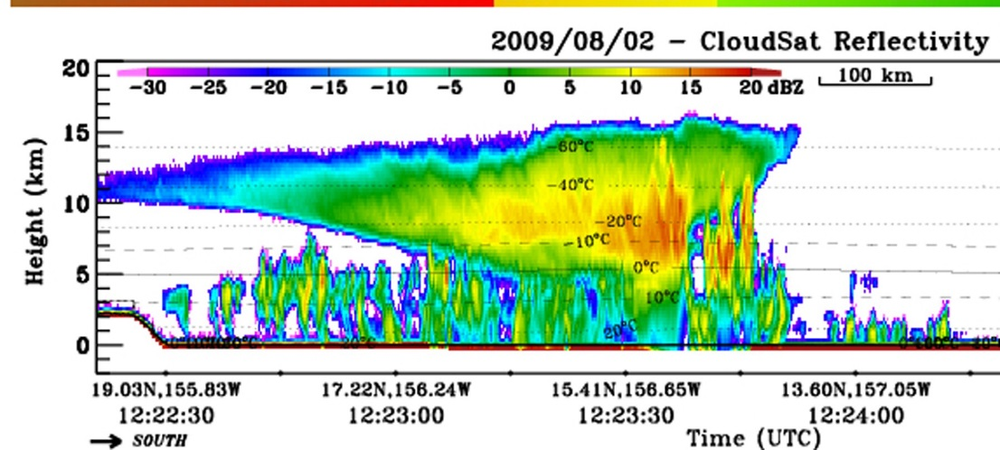 2009/08/02 - CloudSat Reflectivity
-30 -25 -20 -15 -10 -5 0 5 10 15 20 dBZ
100 km
20
15
10
5
0
Height (km)
-60°C
-40°C
-20°C
-10°C
0°C
10°C
20°C
19.03N,155.83W 17.22N,156.24W 15.41N,156.65W 13.60N,157.05W
12:22:30 12:23:00 12:23:30 12:24:00
→ SOUTH Time (UTC)